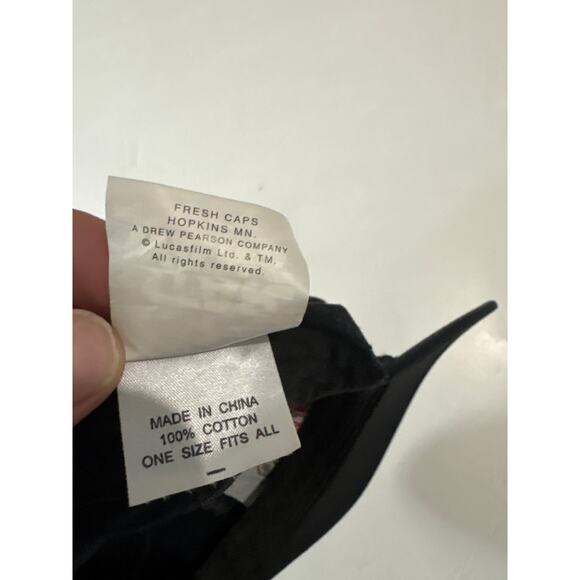 FRESH CAPS
HOPKINS MN.
A DREW PEARSON COMPANY
© Lucasfilm Ltd. & TM.
All rights reserved.
MADE IN CHINA
100% COTTON
ONE SIZE FITS ALL